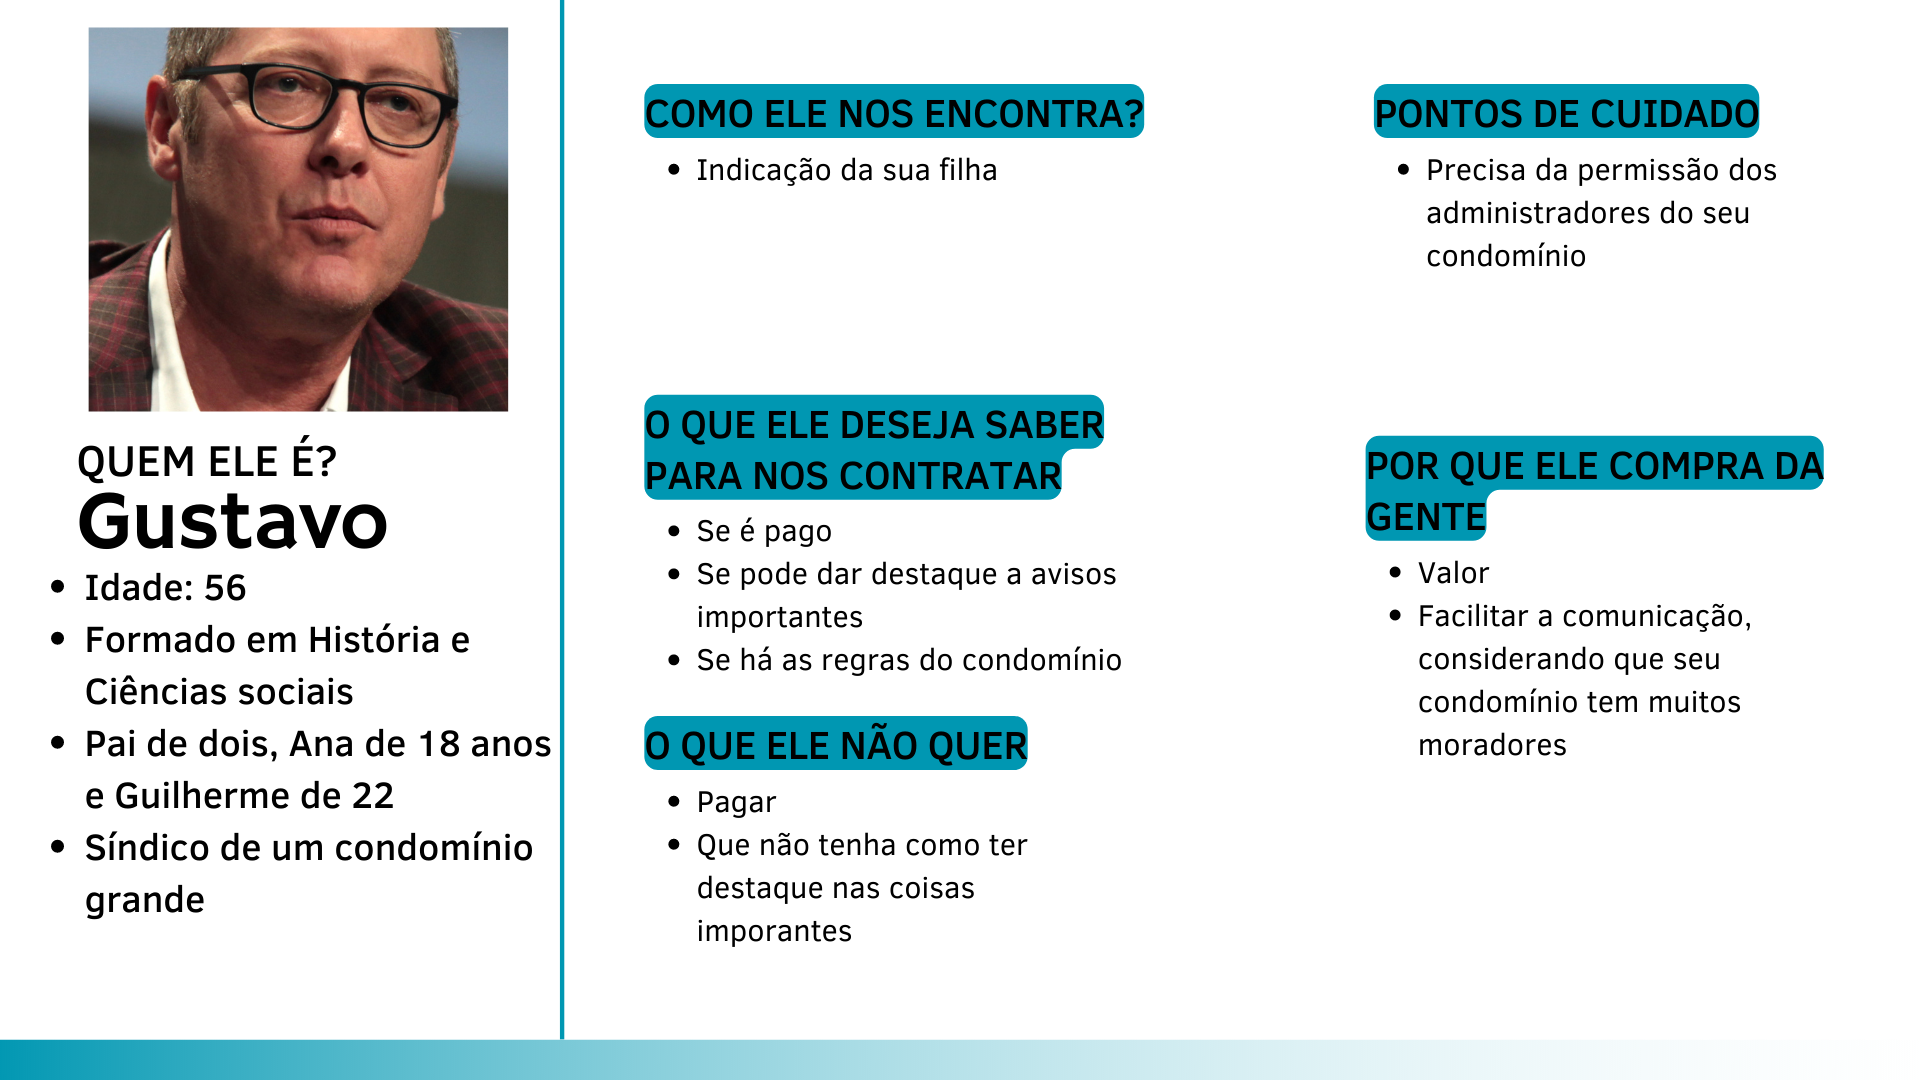 QUEM ELE É?
Gustavo
• Idade: 56
• Formado em História e
Ciências sociais
• Pai de dois, Ana de 18 anos
e Guilherme de 22
• Síndico de um condomínio
grande
COMO ELE NOS ENCONTRA?
• Indicação da sua filha
O QUE ELE DESEJA SABER
PARA NOS CONTRATAR
• Se é pago
• Se pode dar destaque a avisos
importantes
• Se há as regras do condomínio
O QUE ELE NÃO QUER
• Pagar
• Que não tenha como ter
destaque nas coisas
imporantes
PONTOS DE CUIDADO
• Precisa da permissão dos
administradores do seu
condomínio
POR QUE ELE COMPRA DA
GENTE
• Valor
• Facilitar a comunicação,
considerando que seu
condomínio tem muitos
moradores